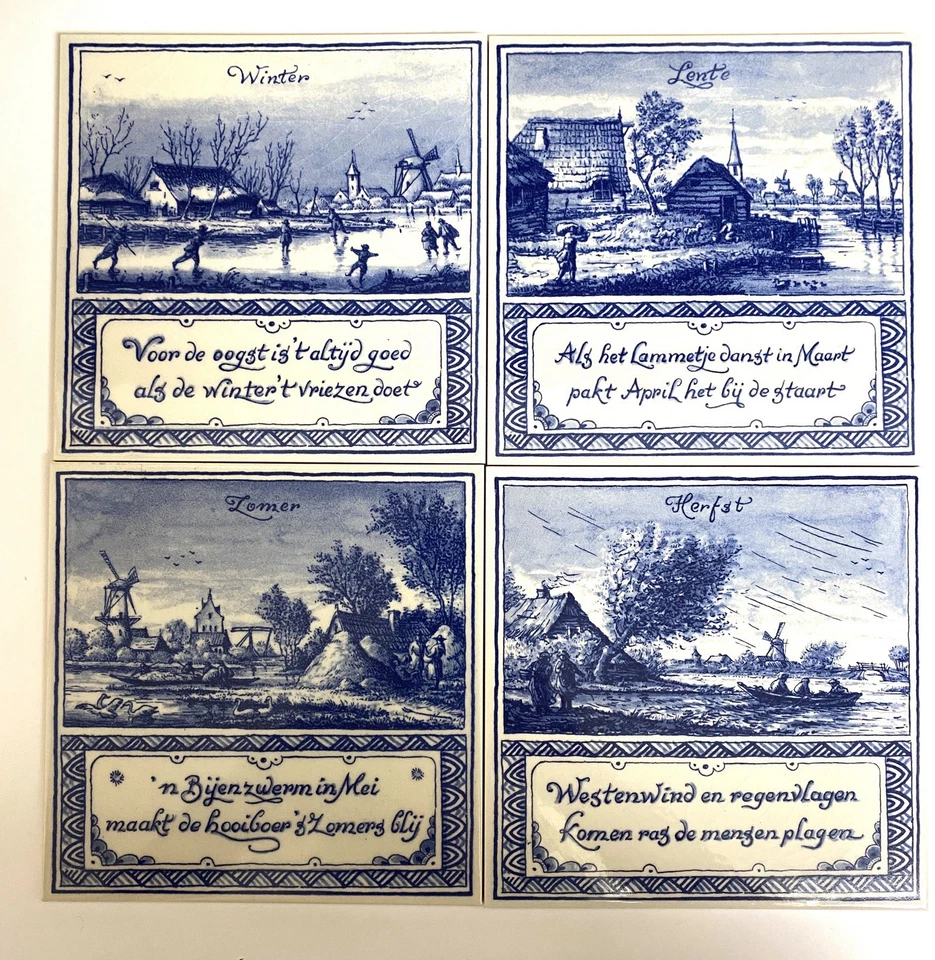 Winter
Voor de oogst is 't altijd goed
als de winter 't vriezen doet
Lente
Als het Lammetje danst in Maart
pakt April het bij de staart
Zomer
'n Bijenzwerm in Mei
maakt de hooiboer 's Zomers blij
Herfst
Westenwind en regenvlagen
Komen ras de mensen plagen